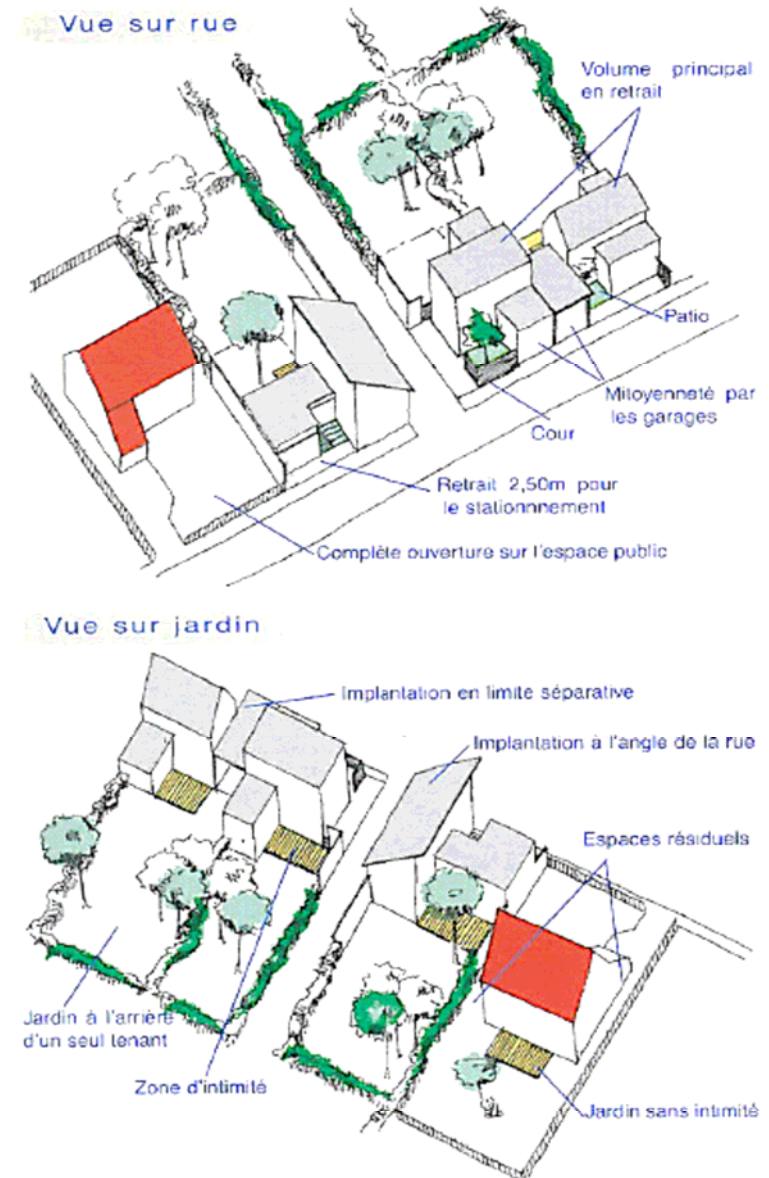 Vue sur rue
Volume principal
en retrait
Patio
Mitoyenneté par
les garages
Cour
Retrait 2,50m pour
le stationnnement
Complète ouverture sur l'espace public
Vue sur jardin
Implantation en limite séparative
Implantation à l'angle de la rue
Espaces résiduels
Jardin à l'arrière
d'un seul tenant
Zone d'intimité
Jardin sans intimité